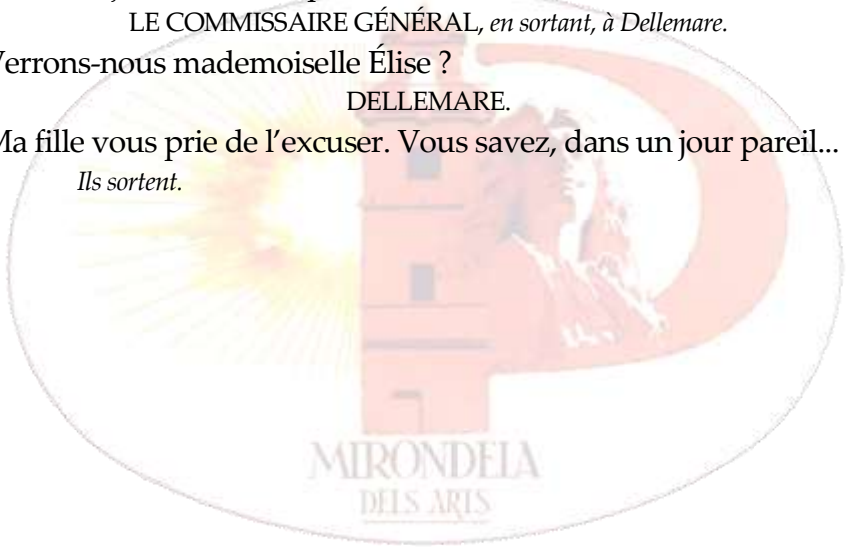 LE COMMISSAIRE GÉNÉRAL, en sortant, à Dellemare.
Verrons-nous mademoiselle Élise ?
DELLEMARE.
Ma fille vous prie de l’excuser. Vous savez, dans un jour pareil...
Ils sortent.
MIRONDELA
DELS ARTS